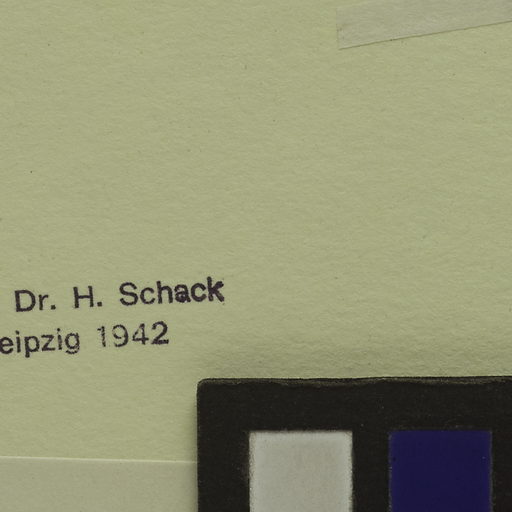 Dr. H. Schack
eipzig 1942